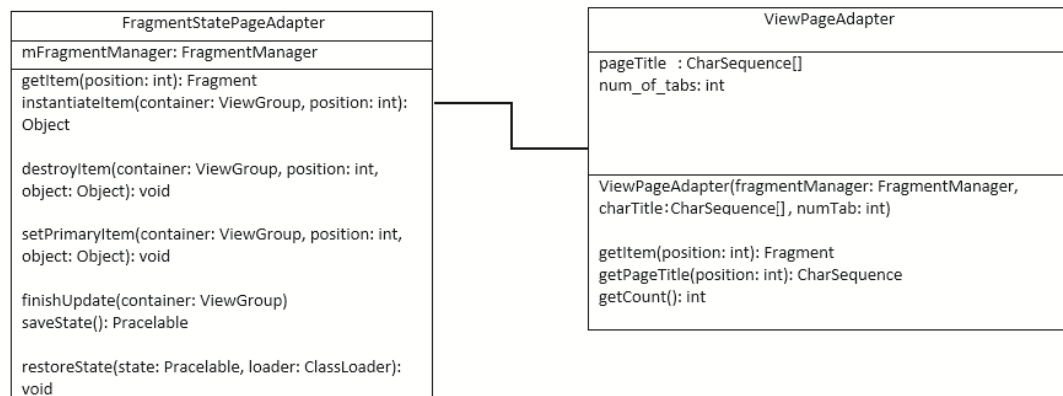 FragmentStatePageAdapter
mFragmentManager: FragmentManager
getItem(position: int): Fragment
instantiateItem(container: ViewGroup, position: int):
Object
destroyItem(container: ViewGroup, position: int,
object: Object): void
setPrimaryItem(container: ViewGroup, position: int,
object: Object): void
finishUpdate(container: ViewGroup)
saveState(): Pracelable
restoreState(state: Pracelable, loader: ClassLoader):
void
ViewPageAdapter
pageTitle : CharSequence[]
num_of_tabs: int
ViewPageAdapter(fragmentManager: FragmentManager,
charTitle:CharSequence[], numTab: int)
getItem(position: int): Fragment
getPageTitle(position: int): CharSequence
getCount(): int